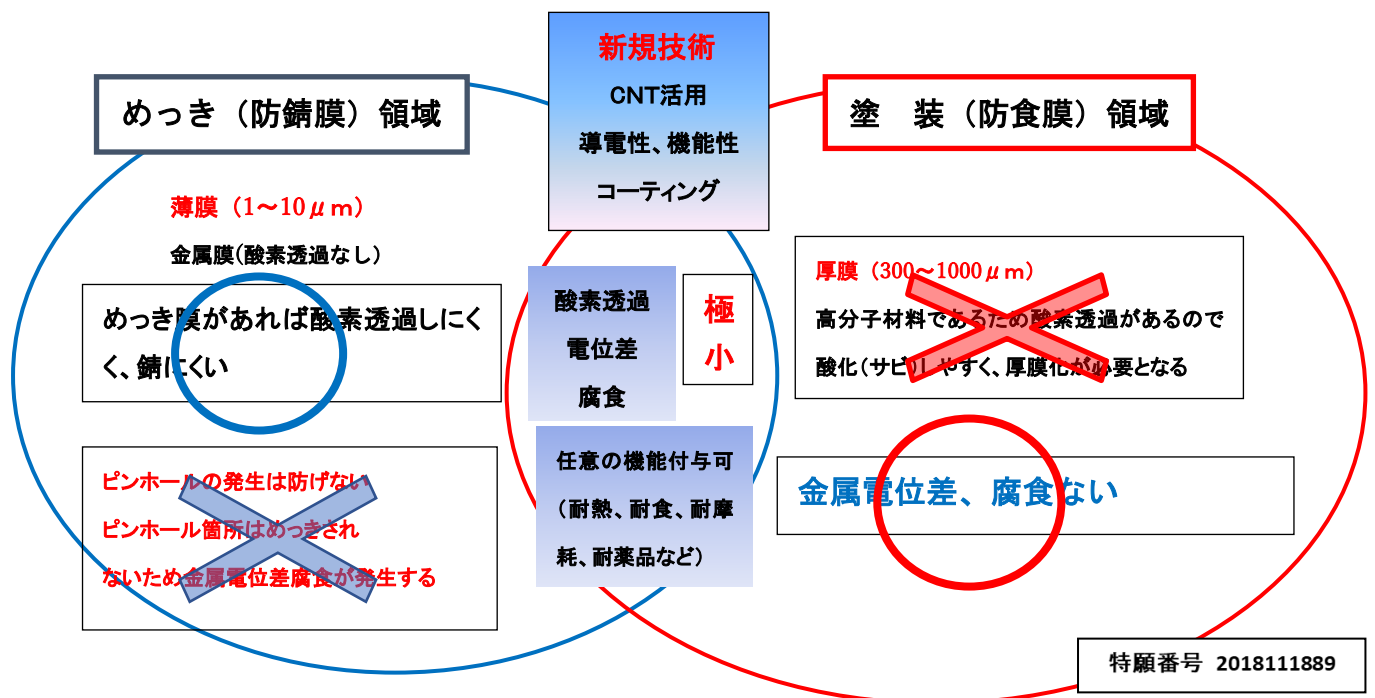 新規技術
CNT活用
導電性、機能性
コーティング
めっき（防錆膜）領域
薄膜（1～10μm）
金属膜(酸素透過なし)
めっき膜があれば酸素透過しにく
く、錆にくい
ピンホールの発生は防げない
ピンホール箇所はめっきされ
ないため金属電位差腐食が発生する
酸素透過
電位差
腐食
極
小
任意の機能付与可
（耐熱、耐食、耐摩
耗、耐薬品など）
塗　装（防食膜）領域
厚膜（300～1000μm）
高分子材料であるため酸素透過があるので
酸化(サビ)しやすく、厚膜化が必要となる
金属電位差、腐食ない
特願番号 2018111889